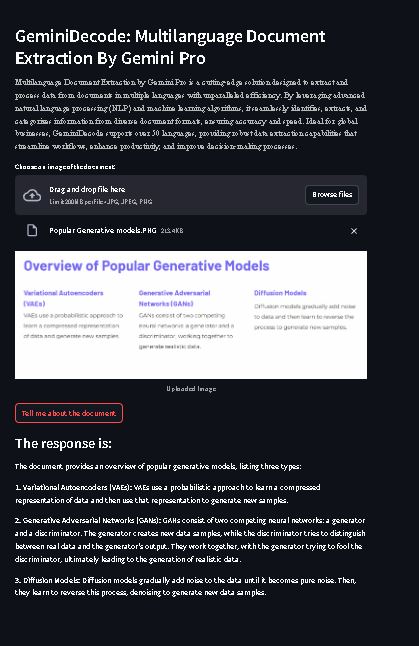 GeminiDecode: Multilanguage Document
Extraction By Gemini Pro
Multilanguage Document Extraction by Gemini Pro is a cutting-edge solution designed to extract and
process data from documents in multiple languages with unparalleled efficiency. By leveraging advanced
natural language processing (NLP) and machine learning algorithms, it seamlessly identifies, extracts, and
categorizes information from diverse document formats, ensuring accuracy and speed. Ideal for global
businesses, GeminiDecode supports over 50 languages, providing robust data extraction capabilities that
streamline workflows, enhance productivity, and improve decision-making processes.
Choose an image of the document:
Drag and drop file here
Limit 200MB per file • JPG, JPEG, PNG
Browse files
Popular Generative models.PNG 213.4KB
Overview of Popular Generative Models
Variational Autoencoders
(VAEs)
VAEs use a probabilistic approach to
learn a compressed representation
of data and generate new samples.
Generative Adversarial
Networks (GANs)
GANs consist of two competing
neural networks a generator and a
discriminator, working together to
generate realistic data.
Diffusion Models
Diffusion models gradually add noise
to the data and then learn to reverse the
process to generate new samples.
Uploaded Image
Tell me about the document
The response is:
The document provides an overview of popular generative models, listing three types:
1. Variational Autoencoders (VAEs): VAEs use a probabilistic approach to learn a compressed
representation of data and then use that representation to generate new samples.
2. Generative Adversarial Networks (GANs): GANs consist of two competing neural networks: a generator
and a discriminator. The generator creates new data samples, while the discriminator tries to distinguish
between real data and the generator's output. They work together, with the generator trying to fool the
discriminator, ultimately leading to the generation of realistic data.
3. Diffusion Models: Diffusion models gradually add noise to the data until it becomes pure noise. Then,
they learn to reverse this process, denoising to generate new data samples.